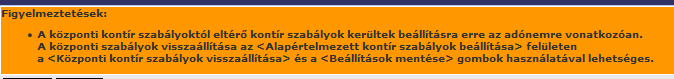 Figyelmeztetések:
• A központi kontír szabályoktól eltérő kontír szabályok kerültek beállításra erre az adónemre vonatkozóan.
A központi szabályok visszaállítása az <Alapértelmezett kontír szabályok beállítása> felületen
a <Központi kontír szabályok visszaállítása> és a <Beállítások mentése> gombok használatával lehetséges.